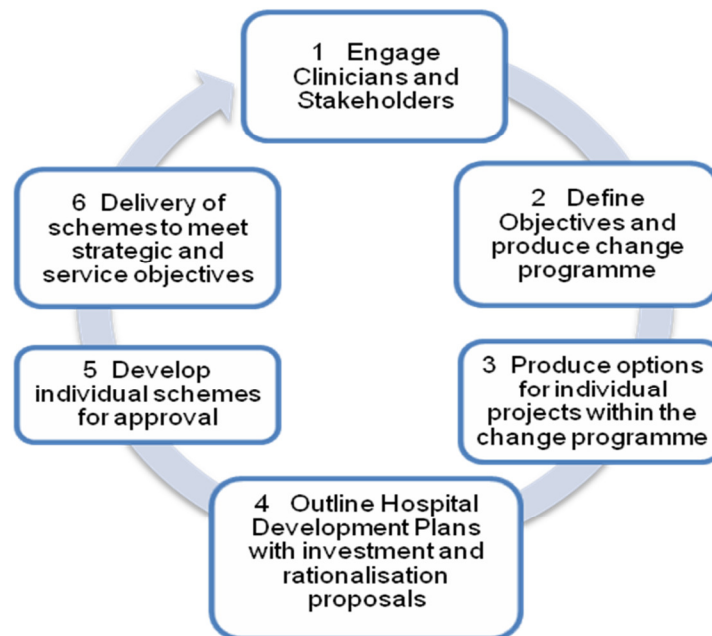 1 Engage
Clinicians and
Stakeholders
2 Define
Objectives and
produce change
programme
3 Produce options
for individual
projects within the
change programme
4 Outline Hospital
Development Plans
with investment and
rationalisation
proposals
5 Develop
individual schemes
for approval
6 Delivery of
schemes to meet
strategic and
service objectives